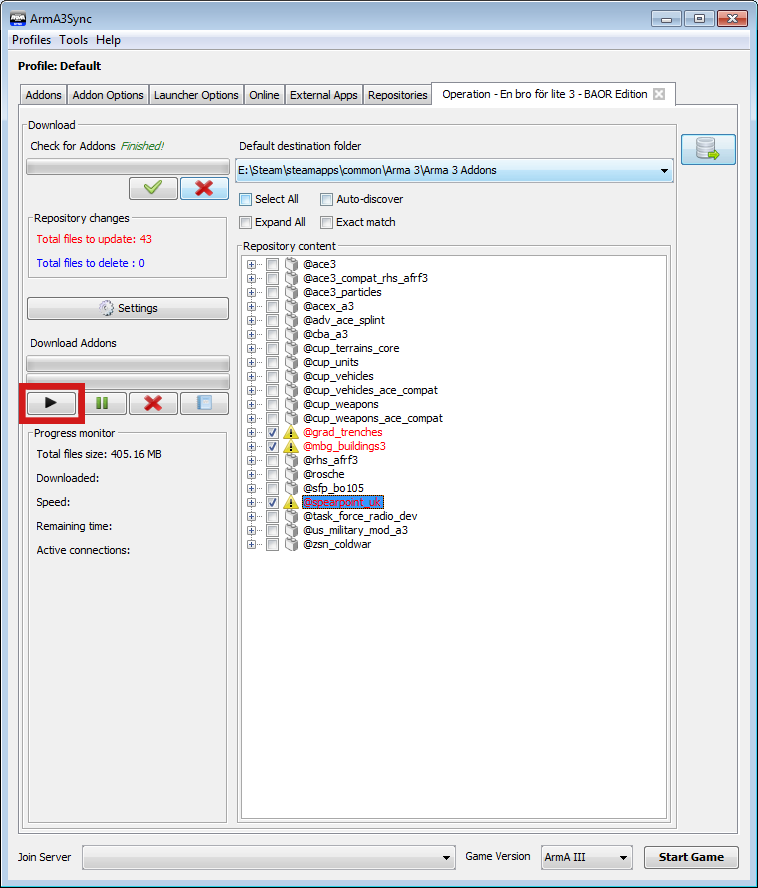 ArmA3Sync
Profiles Tools Help
Profile: Default
Addons Addon Options Launcher Options Online External Apps Repositories Operation - En bro för lite 3 - BAOR Edition
Download
Check for Addons Finished!
Default destination folder
E:\Steam\steamapps\common\Arma 3\Arma 3 Addons
Select All Auto-discover
Expand All Exact match
Repository changes
Total files to update: 43
Total files to delete : 0
Settings
Download Addons
Progress monitor
Total files size: 405.16 MB
Downloaded:
Speed:
Remaining time:
Active connections:
Repository content
@ace3
@ace3_compat_rhs_afrf3
@ace3_particles
@acex_a3
@adv_ace_splint
@cba_a3
@cup_terrains_core
@cup_units
@cup_vehicles
@cup_vehicles_ace_compat
@cup_weapons
@cup_weapons_ace_compat
@grad_trenches
@mbg_buildings3
@rhs_afrf3
@rosche
@sfp_bo105
@spearpoint_uk
@task_force_radio_dev
@us_military_mod_a3
@zsn_coldwar
Join Server Game Version ArmA III Start Game